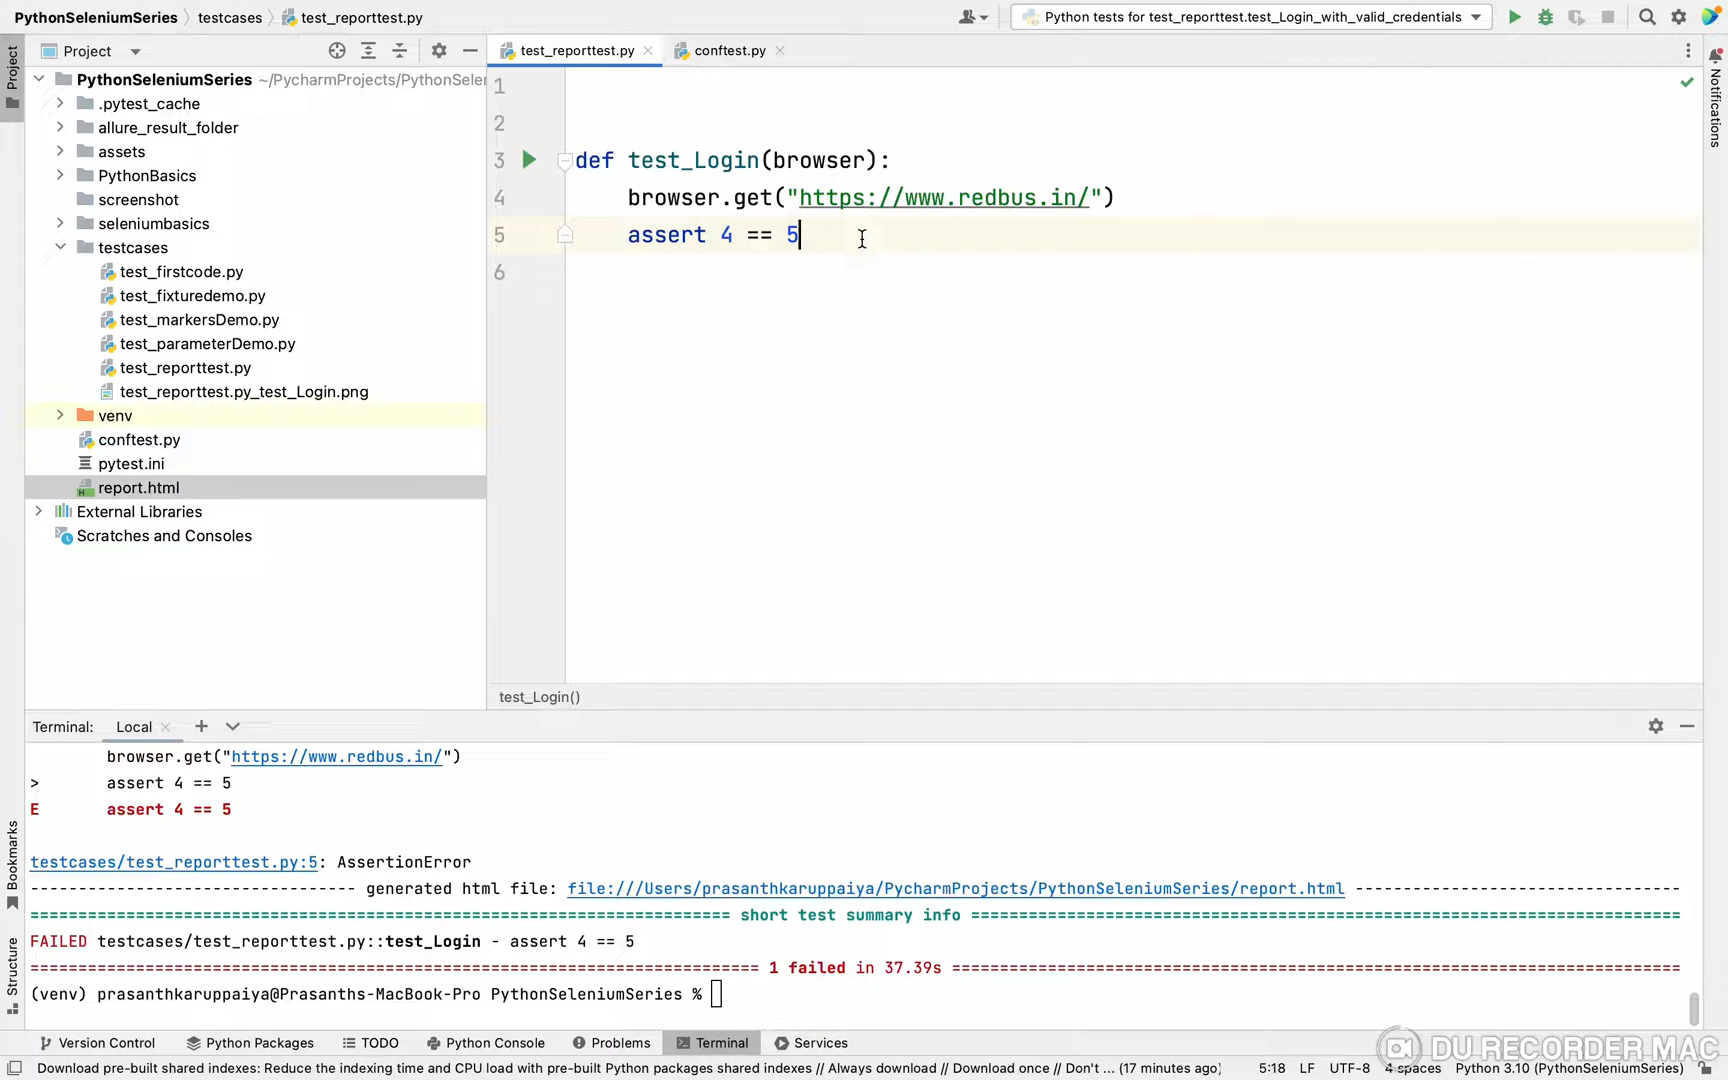 PythonSeleniumSeries testcases test_reporttest.py
Python tests for test_reporttest.test_Login_with_valid_credentials
Project
Project
PythonSeleniumSeries ~/PycharmProjects/PythonSelen
.pytest_cache
allure_result_folder
assets
PythonBasics
screenshot
seleniumbasics
testcases
test_firstcode.py
test_fixturedemo.py
test_markersDemo.py
test_parameterDemo.py
test_reporttest.py
test_reporttest.py_test_Login.png
venv
conftest.py
pytest.ini
report.html
External Libraries
Scratches and Consoles
test_reporttest.py conftest.py
1
2
3 def test_Login(browser):
4 browser.get("https://www.redbus.in/")
5 assert 4 == 5
6
test_Login()
Notifications
Terminal: Local
browser.get("https://www.redbus.in/")
> assert 4 == 5
E assert 4 == 5
testcases/test_reporttest.py:5: AssertionError
---------------------------------- generated html file: file:///Users/prasanthkaruppaiya/PycharmProjects/PythonSeleniumSeries/report.html ----------------------------------
===================================================== short test summary info ======================================================
FAILED testcases/test_reporttest.py::test_Login - assert 4 == 5
======================================================= 1 failed in 37.39s ========================================================
(venv) prasanthkaruppaiya@Prasanths-MacBook-Pro PythonSeleniumSeries %
Bookmarks
Structure
Version Control Python Packages TODO Python Console Problems Terminal Services
DU RECORDER MAC
Download pre-built shared indexes: Reduce the indexing time and CPU load with pre-built Python packages shared indexes // Always download // Download once // Don't ... (17 minutes ago) 5:18 LF UTF-8 4 spaces Python 3.10 (PythonSeleniumSeries)